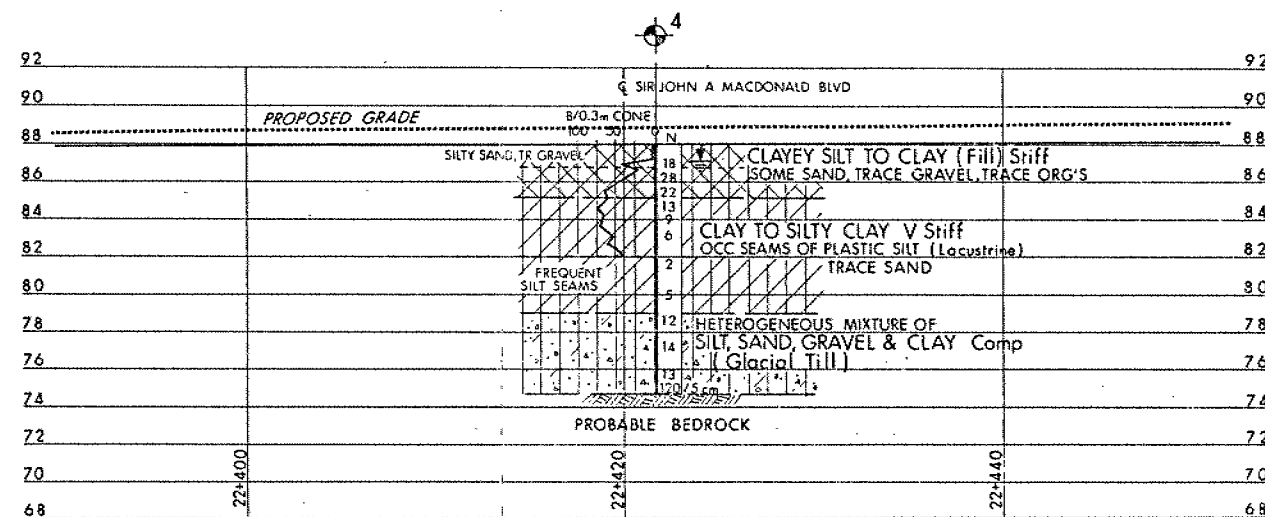 4
92 92
℄ SIR JOHN A MACDONALD BLVD
90 90
PROPOSED GRADE
B/0.3m CONE
100 50 0 N
88 88
SILTY SAND, TR GRAVEL
18 CLAYEY SILT TO CLAY (Fill) Stiff
28 SOME SAND, TRACE GRAVEL, TRACE ORG'S
86 86
22
13
84 84
9
6 CLAY TO SILTY CLAY V Stiff
OCC SEAMS OF PLASTIC SILT (Lacustrine)
82 82
2 TRACE SAND
FREQUENT
SILT SEAMS
80 80
5
12 HETEROGENEOUS MIXTURE OF
78 78
14 SILT, SAND, GRAVEL & CLAY Comp
(Glacial Till)
76 76
13
120/5 cm
74 74
PROBABLE BEDROCK
72 72
70 70
22+400 22+420 22+440
68 68